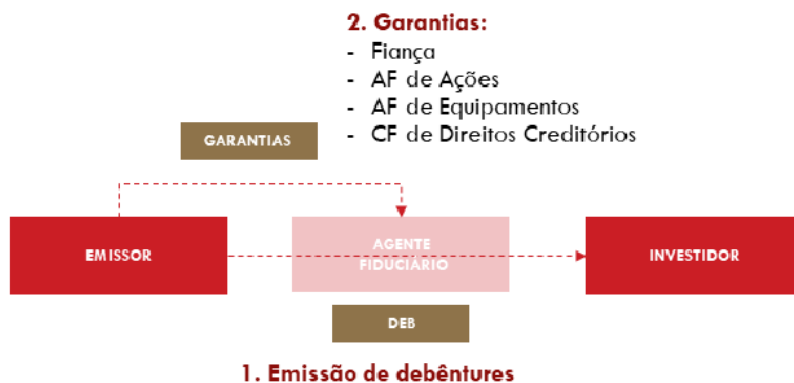 2. Garantias:
- Fiança
- AF de Ações
- AF de Equipamentos
- CF de Direitos Creditórios
GARANTIAS
EMISSOR
AGENTE
FIDUCIÁRIO
INVESTIDOR
DEB
1. Emissão de debêntures